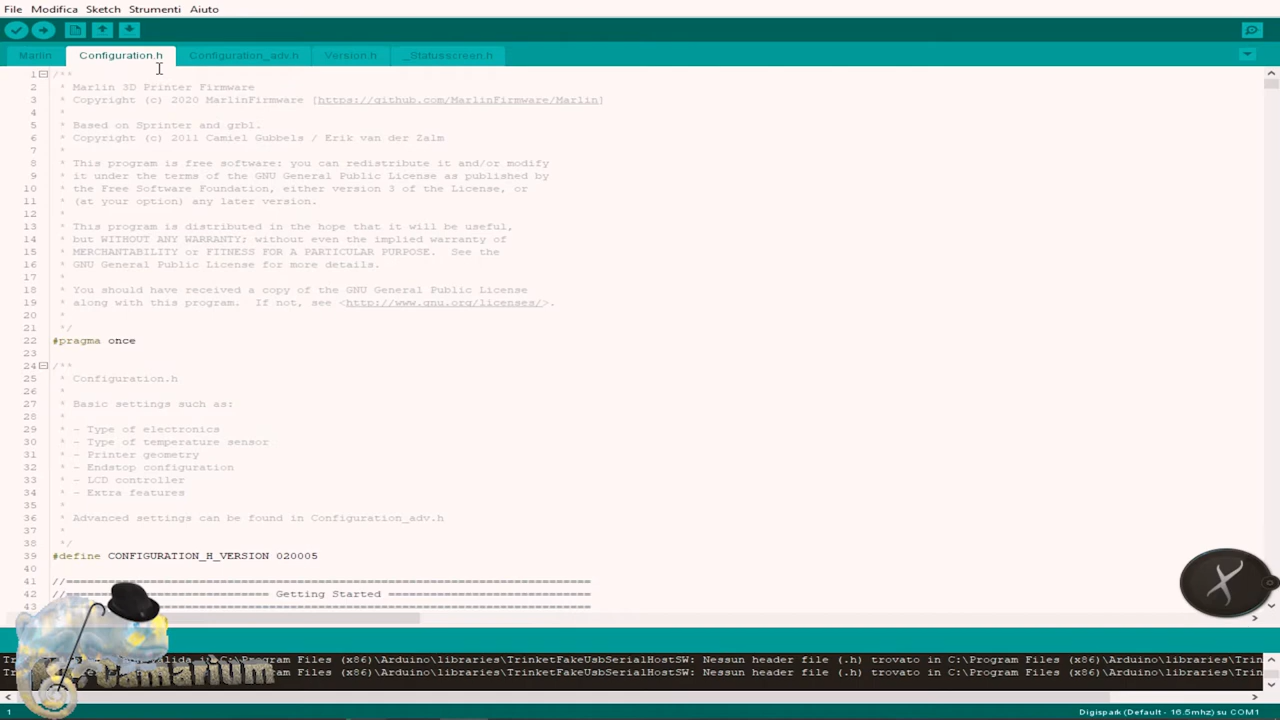 File Modifica Sketch Strumenti Aiuto
Marlin Configuration.h Configuration_adv.h Version.h _Statusscreen.h
1 /**
2 * Marlin 3D Printer Firmware
3 * Copyright (c) 2020 MarlinFirmware [https://github.com/MarlinFirmware/Marlin]
4 *
5 * Based on Sprinter and grbl.
6 * Copyright (c) 2011 Camiel Gubbels / Erik van der Zalm
7 *
8 * This program is free software: you can redistribute it and/or modify
9 * it under the terms of the GNU General Public License as published by
10 * the Free Software Foundation, either version 3 of the License, or
11 * (at your option) any later version.
12 *
13 * This program is distributed in the hope that it will be useful,
14 * but WITHOUT ANY WARRANTY; without even the implied warranty of
15 * MERCHANTABILITY or FITNESS FOR A PARTICULAR PURPOSE.  See the
16 * GNU General Public License for more details.
17 *
18 * You should have received a copy of the GNU General Public License
19 * along with this program.  If not, see <http://www.gnu.org/licenses/>.
20 *
21 */
22 #pragma once
23
24 /**
25 * Configuration.h
26 *
27 * Basic settings such as:
28 *
29 * - Type of electronics
30 * - Type of temperature sensor
31 * - Printer geometry
32 * - Endstop configuration
33 * - LCD controller
34 * - Extra features
35 *
36 * Advanced settings can be found in Configuration_adv.h
37 *
38 */
39 #define CONFIGURATION_H_VERSION 020005
40
41 //===========================================================================
42 //============================= Getting Started =============================
43 ===========================================================================
in C:\Program Files (x86)\Arduino\libraries\TrinketFakeUsbSerialHostSW: Nessun header file (.h) trovato in C:\Program Files (x86)\Arduino\libraries\Trin
C:\Program Files (x86)\Arduino\libraries\TrinketFakeUsbSerialHostSW: Nessun header file (.h) trovato in C:\Program Files (x86)\Arduino\libraries\Trin
1 Digispark (Default - 16.5mhz) su COM1